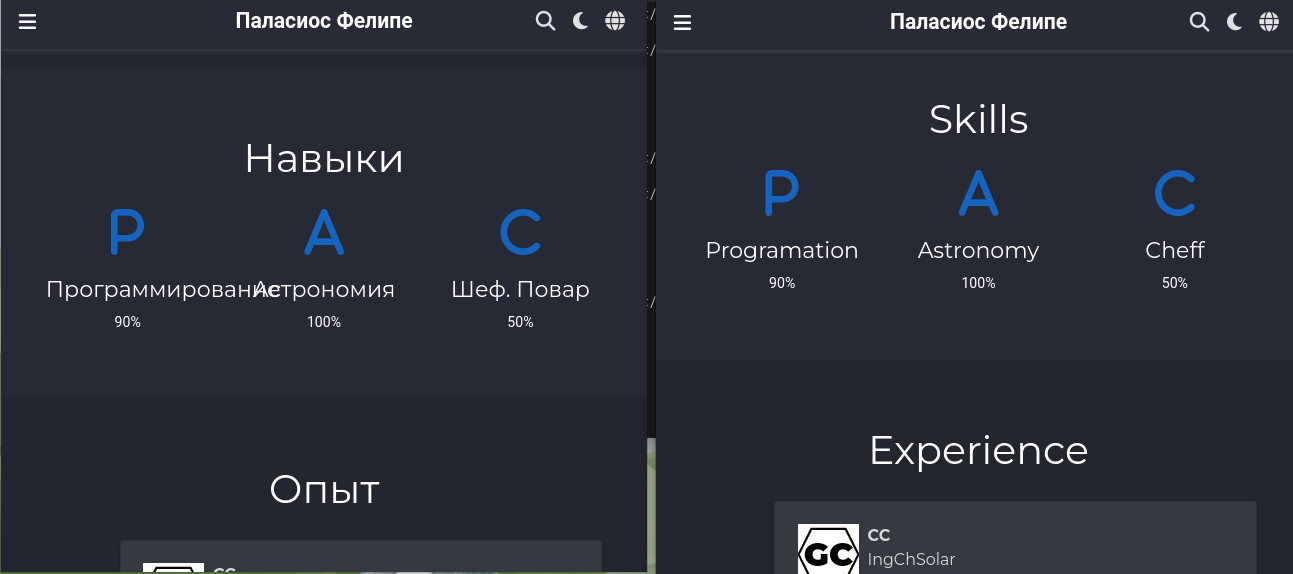 Паласиос Фелипе
Навыки
P A C
Программирование Астрономия Шеф. Повар
90% 100% 50%
Опыт
CC
Паласиос Фелипе
Skills
P A C
Programation Astronomy Cheff
90% 100% 50%
Experience
GC
CC
IngChSolar